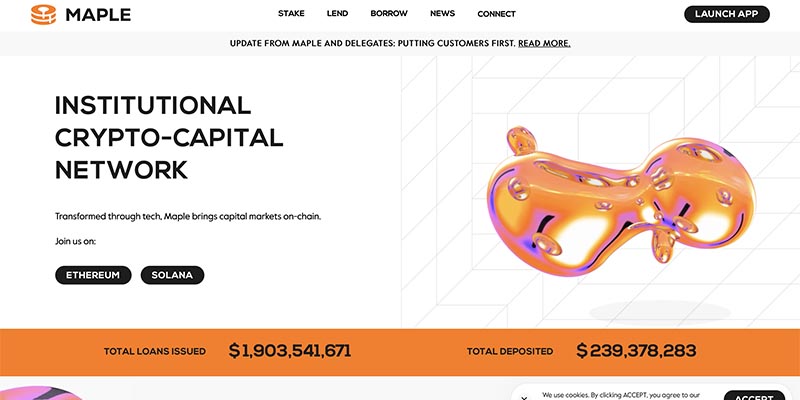 MAPLE
STAKE
LEND
BORROW
NEWS
CONNECT
LAUNCH APP
UPDATE FROM MAPLE AND DELEGATES: PUTTING CUSTOMERS FIRST. READ MORE.
INSTITUTIONAL
CRYPTO-CAPITAL
NETWORK
Transformed through tech, Maple brings capital markets on-chain.
Join us on:
ETHEREUM
SOLANA
TOTAL LOANS ISSUED
$1,903,541,671
TOTAL DEPOSITED
$239,378,283
We use cookies. By clicking ACCEPT, you agree to our
ACCEPT